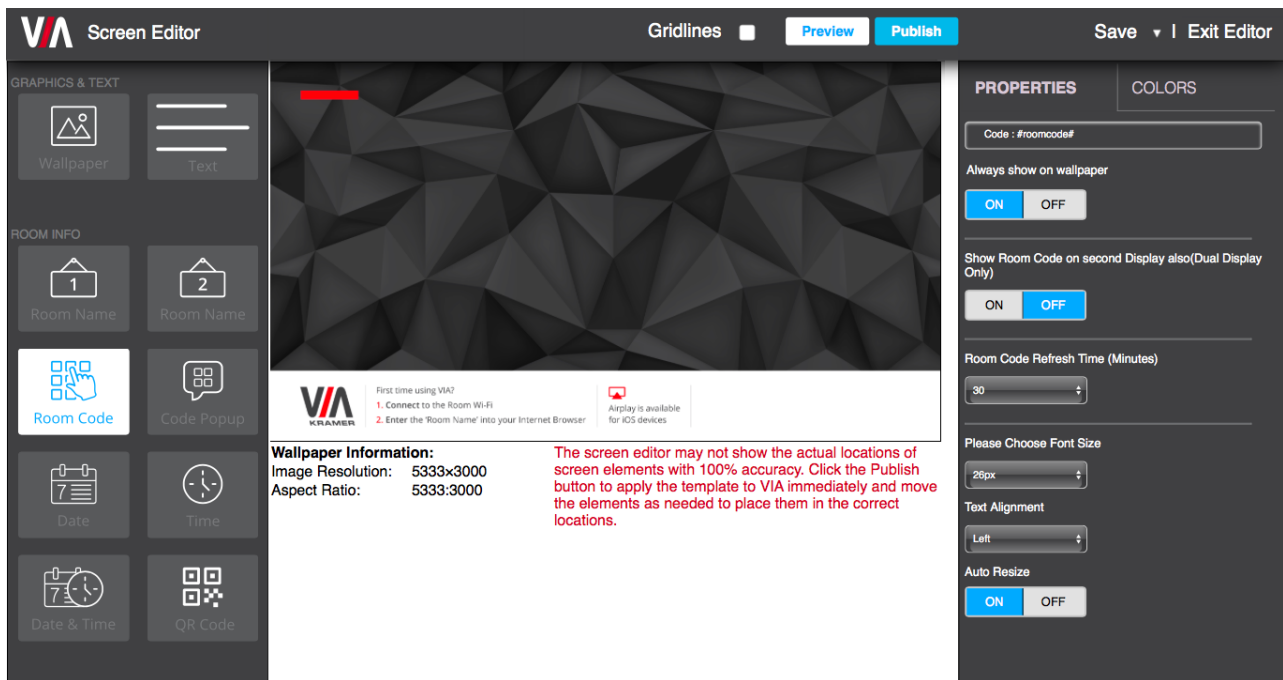 VIA Screen Editor
Gridlines
Preview
Publish
Save ▾ | Exit Editor
GRAPHICS & TEXT
Wallpaper
Text
ROOM INFO
1
Room Name
2
Room Name
Room Code
Code Popup
7
Date
Time
7
Date & Time
QR Code
VIA
KRAMER
First time using VIA?
1. Connect to the Room Wi-Fi
2. Enter the 'Room Name' into your Internet Browser
Airplay is available
for iOS devices
Wallpaper Information:
Image Resolution: 5333×3000
Aspect Ratio: 5333:3000
The screen editor may not show the actual locations of
screen elements with 100% accuracy. Click the Publish
button to apply the template to VIA immediately and move
the elements as needed to place them in the correct
locations.
PROPERTIES
COLORS
Code : #roomcode#
Always show on wallpaper
ON OFF
Show Room Code on second Display also(Dual Display
Only)
ON OFF
Room Code Refresh Time (Minutes)
30
Please Choose Font Size
26px
Text Alignment
Left
Auto Resize
ON OFF